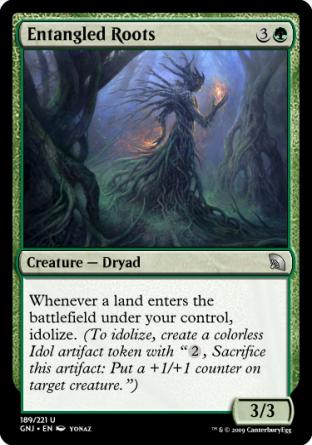 Entangled Roots 3
Creature — Dryad
Whenever a land enters the
battlefield under your control,
idolize. (To idolize, create a colorless
Idol artifact token with “2, Sacrifice
this artifact: Put a +1/+1 counter on
target creature.”)
3/3
189/221 U
GNJ • EN YONAZ
™ & © 2019 CanterburyEgg